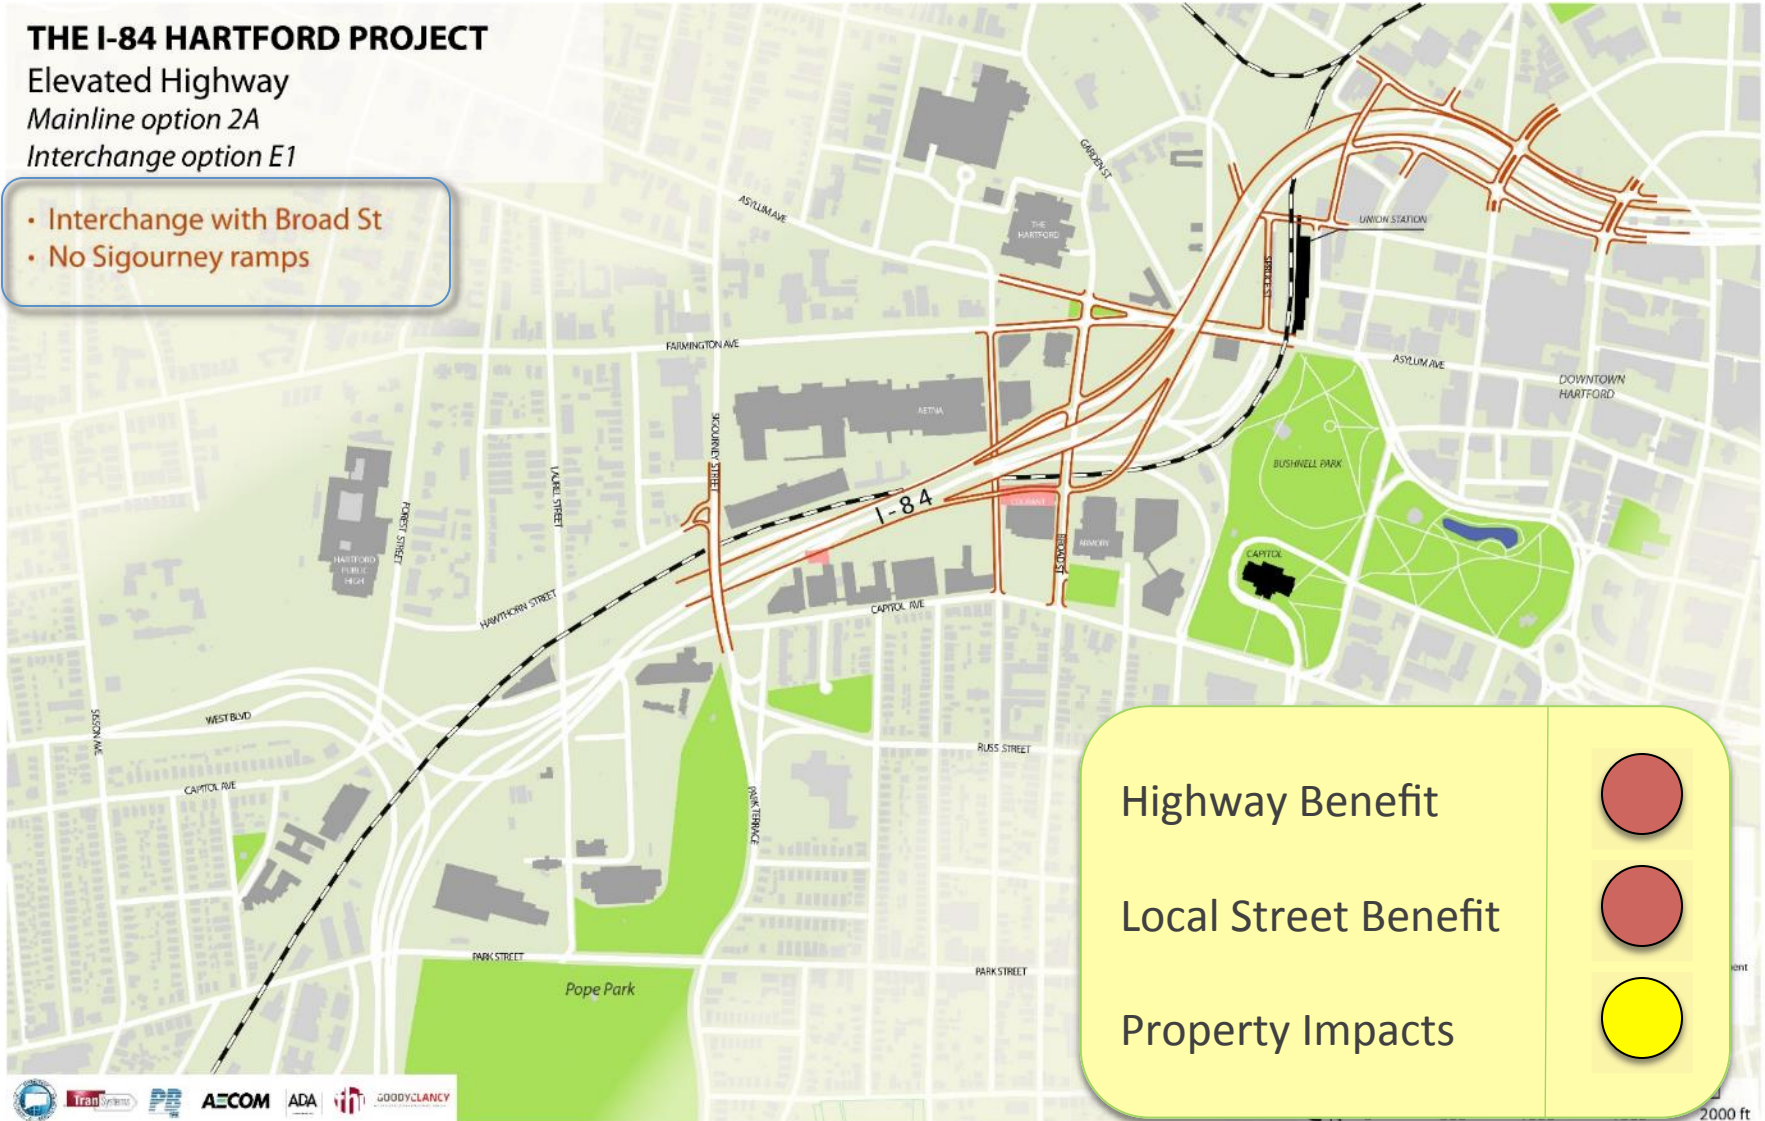 THE I-84 HARTFORD PROJECT
Elevated Highway
Mainline option 2A
Interchange option E1
• Interchange with Broad St
• No Sigourney ramps
GARDEN ST
ASYLUM AVE
THE
HARTFORD
UNION STATION
SPRUCE ST
FARMINGTON AVE
ASYLUM AVE
DOWNTOWN
HARTFORD
AETNA
SIGOURNEY STREET
BUSHNELL PARK
LAUREL STREET
I-84
COURANT
FOREST STREET
HARTFORD
PUBLIC
HIGH
BROAD ST
ARMORY
CAPITOL
HAWTHORN STREET
CAPITOL AVE
SISSON AVE
WEST BLVD
RUSS STREET
CAPITOL AVE
PARK TERRACE
Highway Benefit
Local Street Benefit
Property Impacts
PARK STREET
PARK STREET
Pope Park
TranSystems
PB
AECOM
ADA
GOODYCLANCY
2000 ft